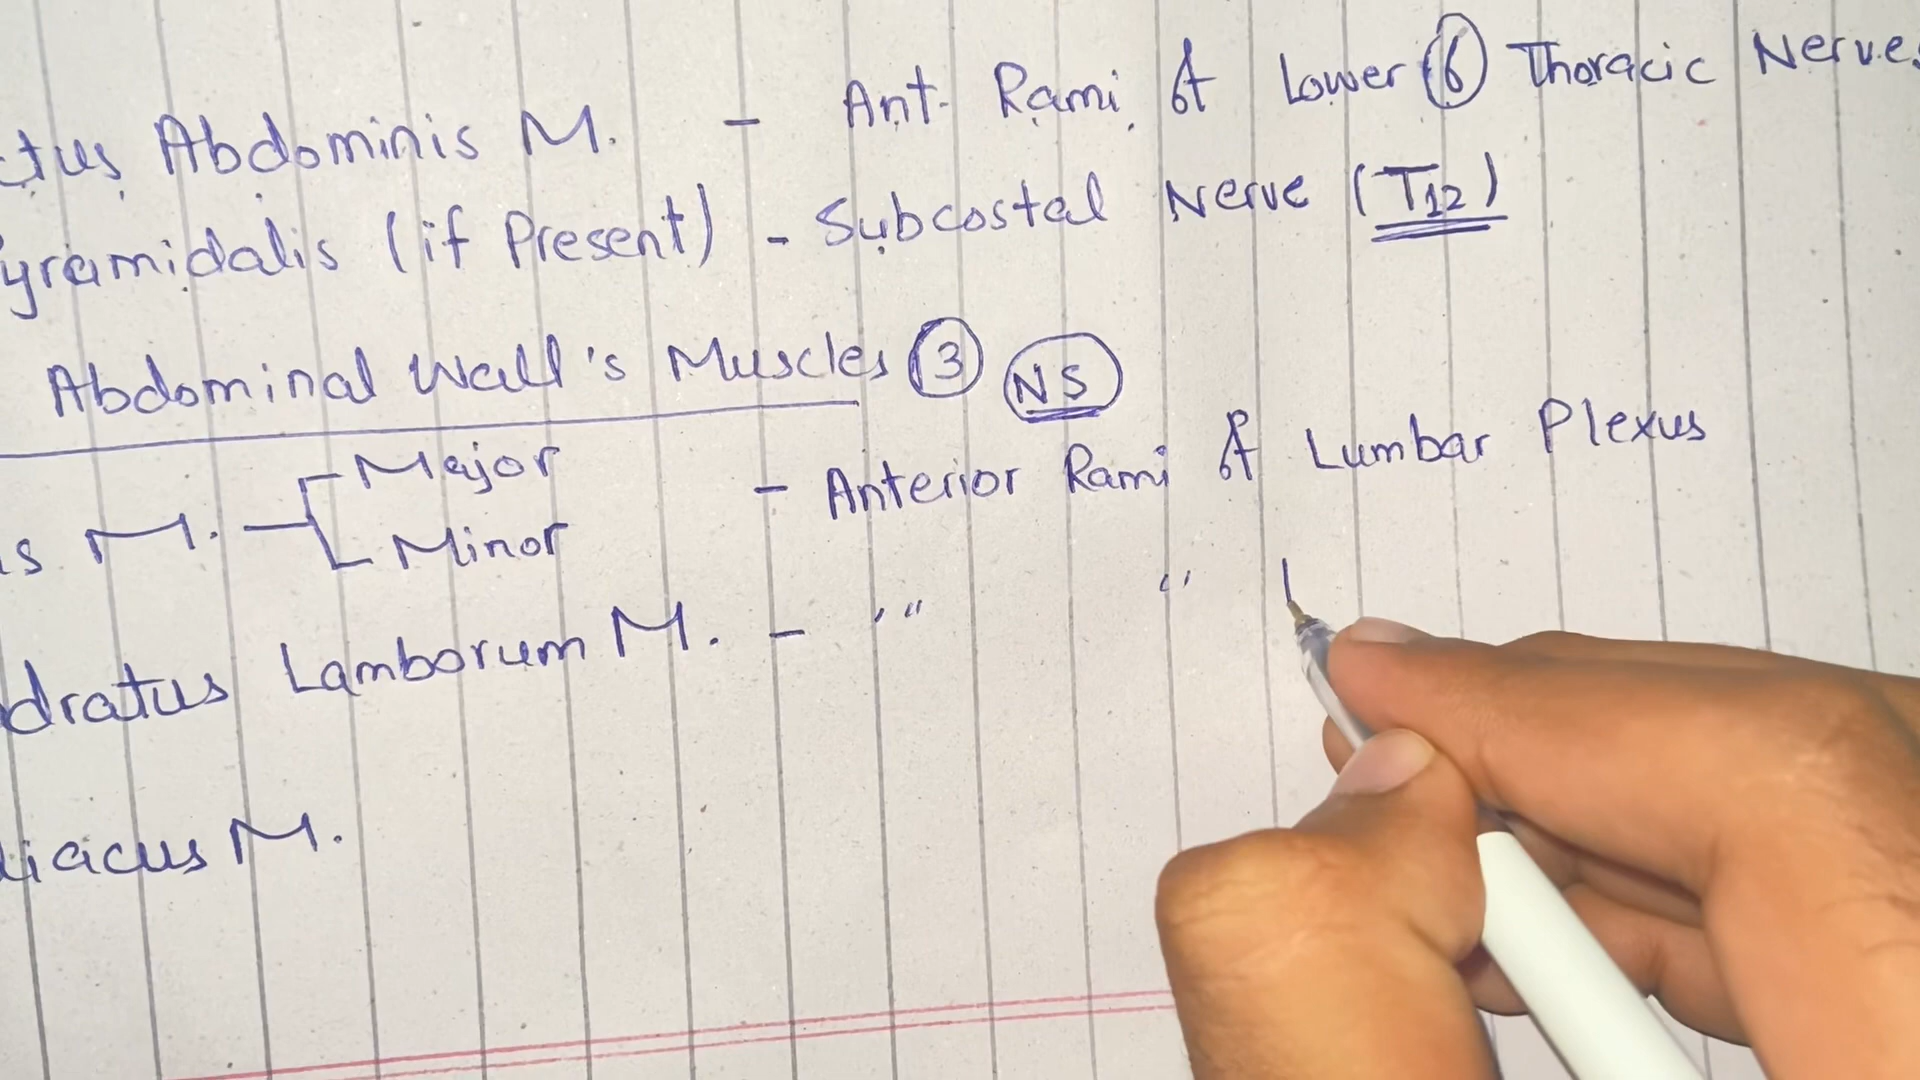 ctus Abdominis M. - Ant. Rami of Lower 6 Thoracic Nerves
yramidalis (if Present) - Subcostal Nerve (T12)
Abdominal Wall's Muscles 3 NS
s M. - Major - Anterior Rami of Lumbar Plexus
Minor
dratus Lamborum M. - " "
liacus M.